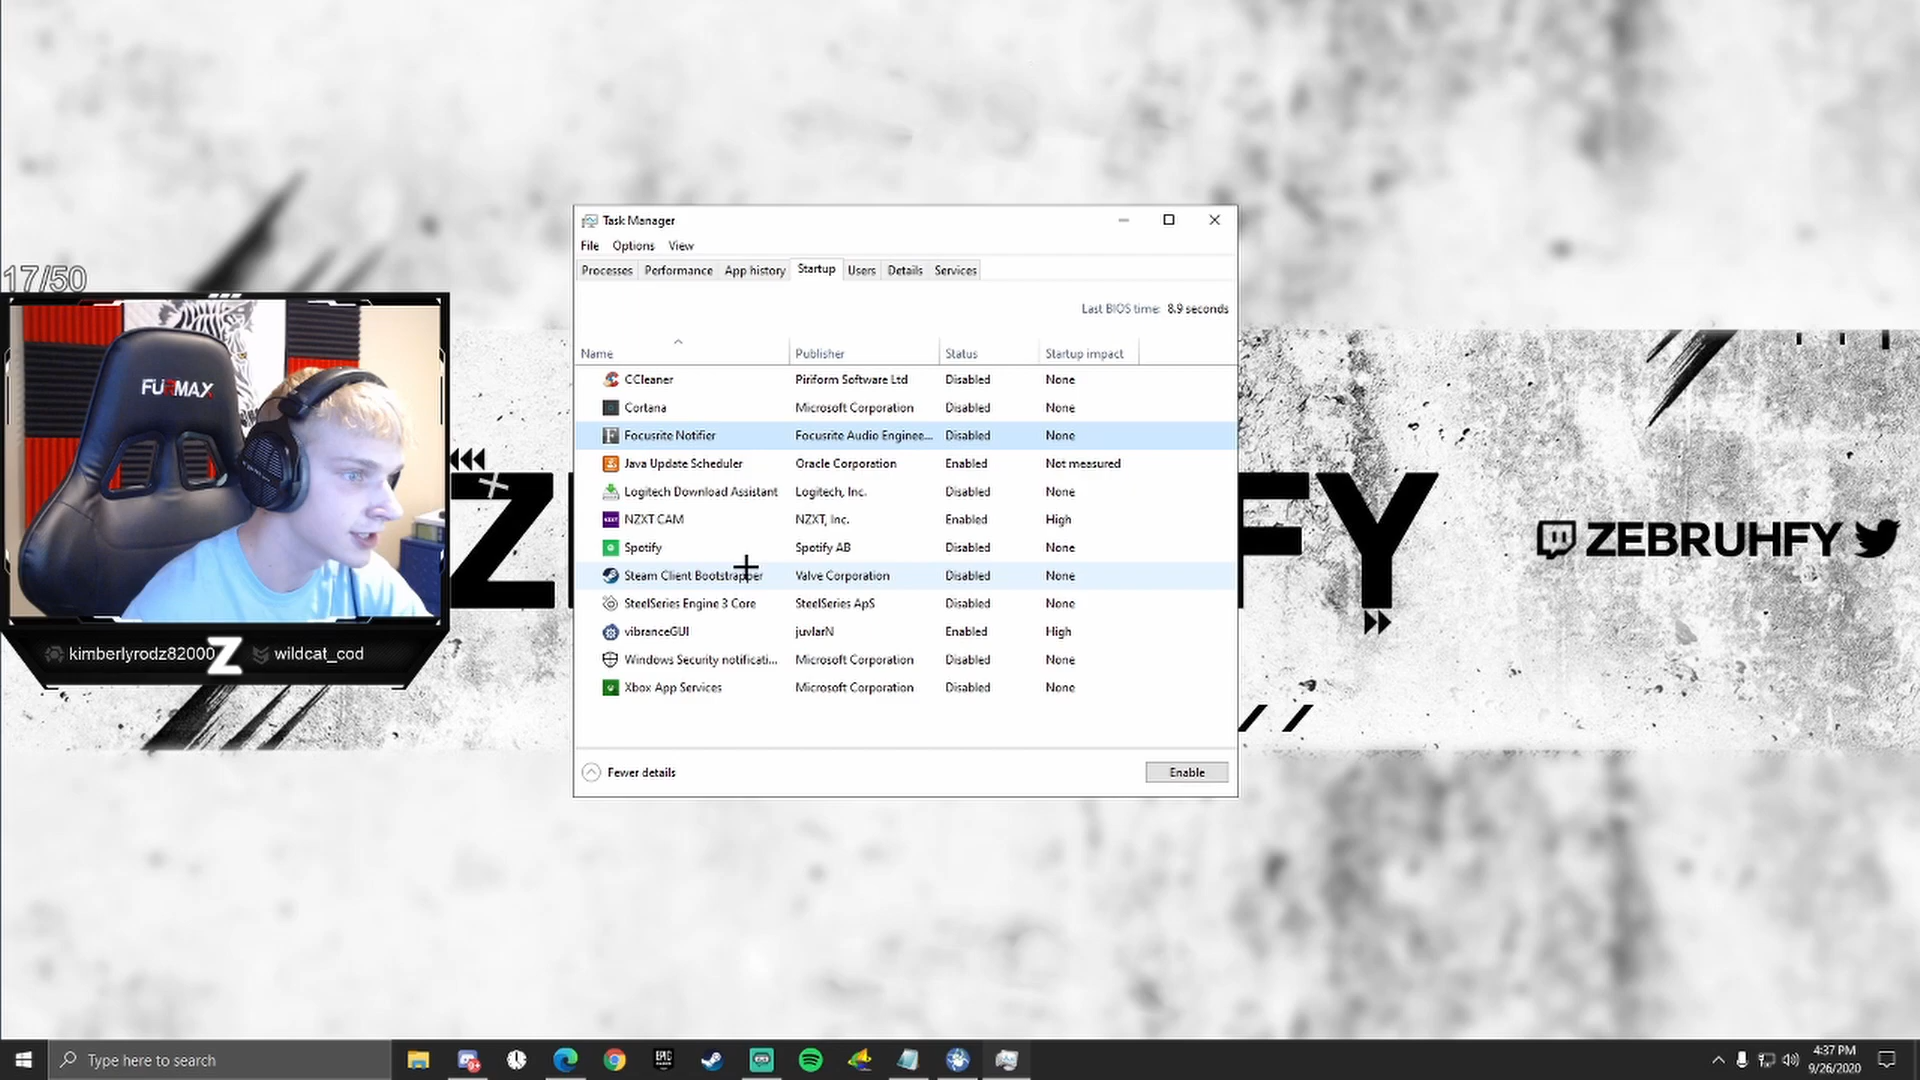 17/50
FURMAX
kimberlyrodz82000
Z
wildcat_cod
Z
FY
ZEBRUHFY
Task Manager
File Options View
Processes Performance App history Startup Users Details Services
Last BIOS time: 8.9 seconds
Name Publisher Status Startup impact
CCleaner Piriform Software Ltd Disabled None
Cortana Microsoft Corporation Disabled None
Focusrite Notifier Focusrite Audio Enginee... Disabled None
Java Update Scheduler Oracle Corporation Enabled Not measured
Logitech Download Assistant Logitech, Inc. Disabled None
NZXT CAM NZXT, Inc. Enabled High
Spotify Spotify AB Disabled None
Steam Client Bootstrapper Valve Corporation Disabled None
SteelSeries Engine 3 Core SteelSeries ApS Disabled None
vibranceGUI juvlarN Enabled High
Windows Security notificati... Microsoft Corporation Disabled None
Xbox App Services Microsoft Corporation Disabled None
Fewer details
Enable
Type here to search
EPIC
4:37 PM
9/26/2020